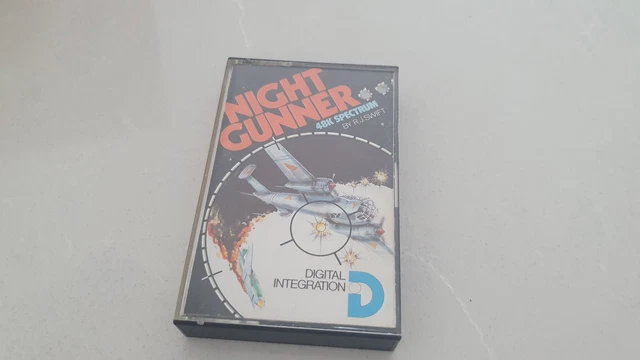 NIGHT
GUNNER
48K SPECTRUM
BY R.J SWIFT
DIGITAL
INTEGRATION
D